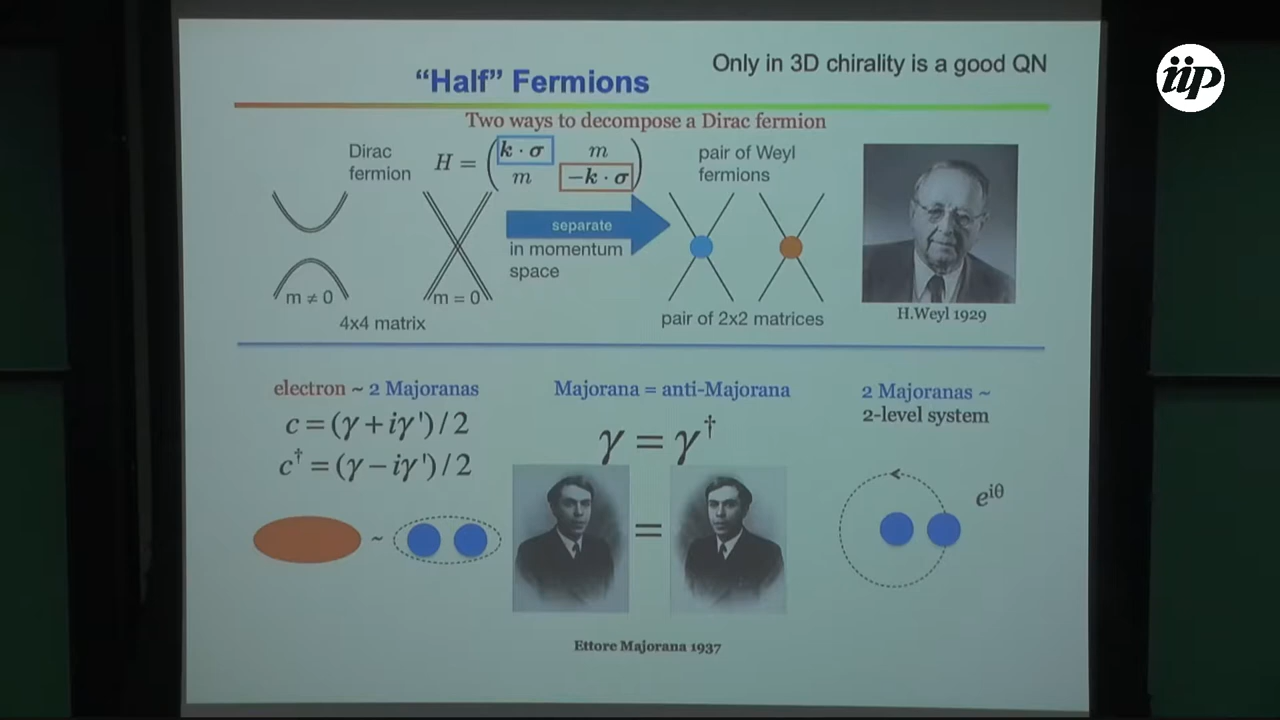 Only in 3D chirality is a good QN
iip
“Half” Fermions
Two ways to decompose a Dirac fermion
Dirac
fermion
H = ( k · σ m
m −k · σ )
pair of Weyl
fermions
separate
in momentum
space
m ≠ 0
m = 0
4x4 matrix
pair of 2x2 matrices
H.Weyl 1929
electron ~ 2 Majoranas
c = (γ + iγ ') / 2
c† = (γ − iγ ') / 2
~
Majorana = anti-Majorana
γ = γ†
=
Ettore Majorana 1937
2 Majoranas ~
2-level system
e^iθ